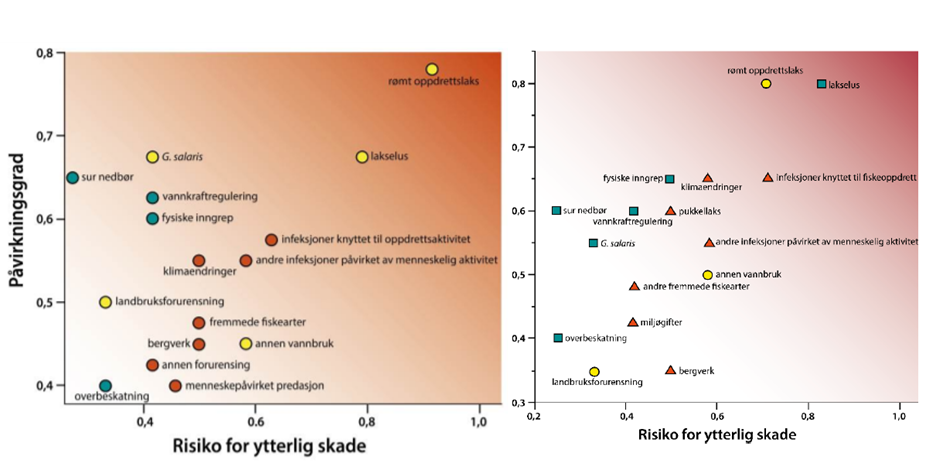 0,8
rømt oppdrettslaks
0,7
G. salaris
lakselus
sur nedbør
vannkraftregulering
0,6
fysiske inngrep
infeksjoner knyttet til oppdrettsaktivitet
andre infeksjoner påvirket av menneskelig aktivitet
klimaendringer
0,5
landbruksforurensning
fremmede fiskearter
bergverk
annen vannbruk
annen forurensing
0,4
menneskepåvirket predasjon
overbeskatning
Påvirkningsgrad
0,4
0,6
0,8
1,0
Risiko for ytterlig skade
rømt oppdrettslaks
0,8
lakselus
0,7
fysiske inngrep
klimaendringer
infeksjoner knyttet til fiskeoppdrett
0,6
sur nedbør
vannkraftregulering
pukkellaks
G. salaris
andre infeksjoner påvirket av menneskelig aktivitet
0,5
annen vannbruk
andre fremmede fiskearter
miljøgifter
0,4
overbeskatning
bergverk
landbruksforurensning
0,3
0,2
0,4
0,6
0,8
1,0
Risiko for ytterlig skade